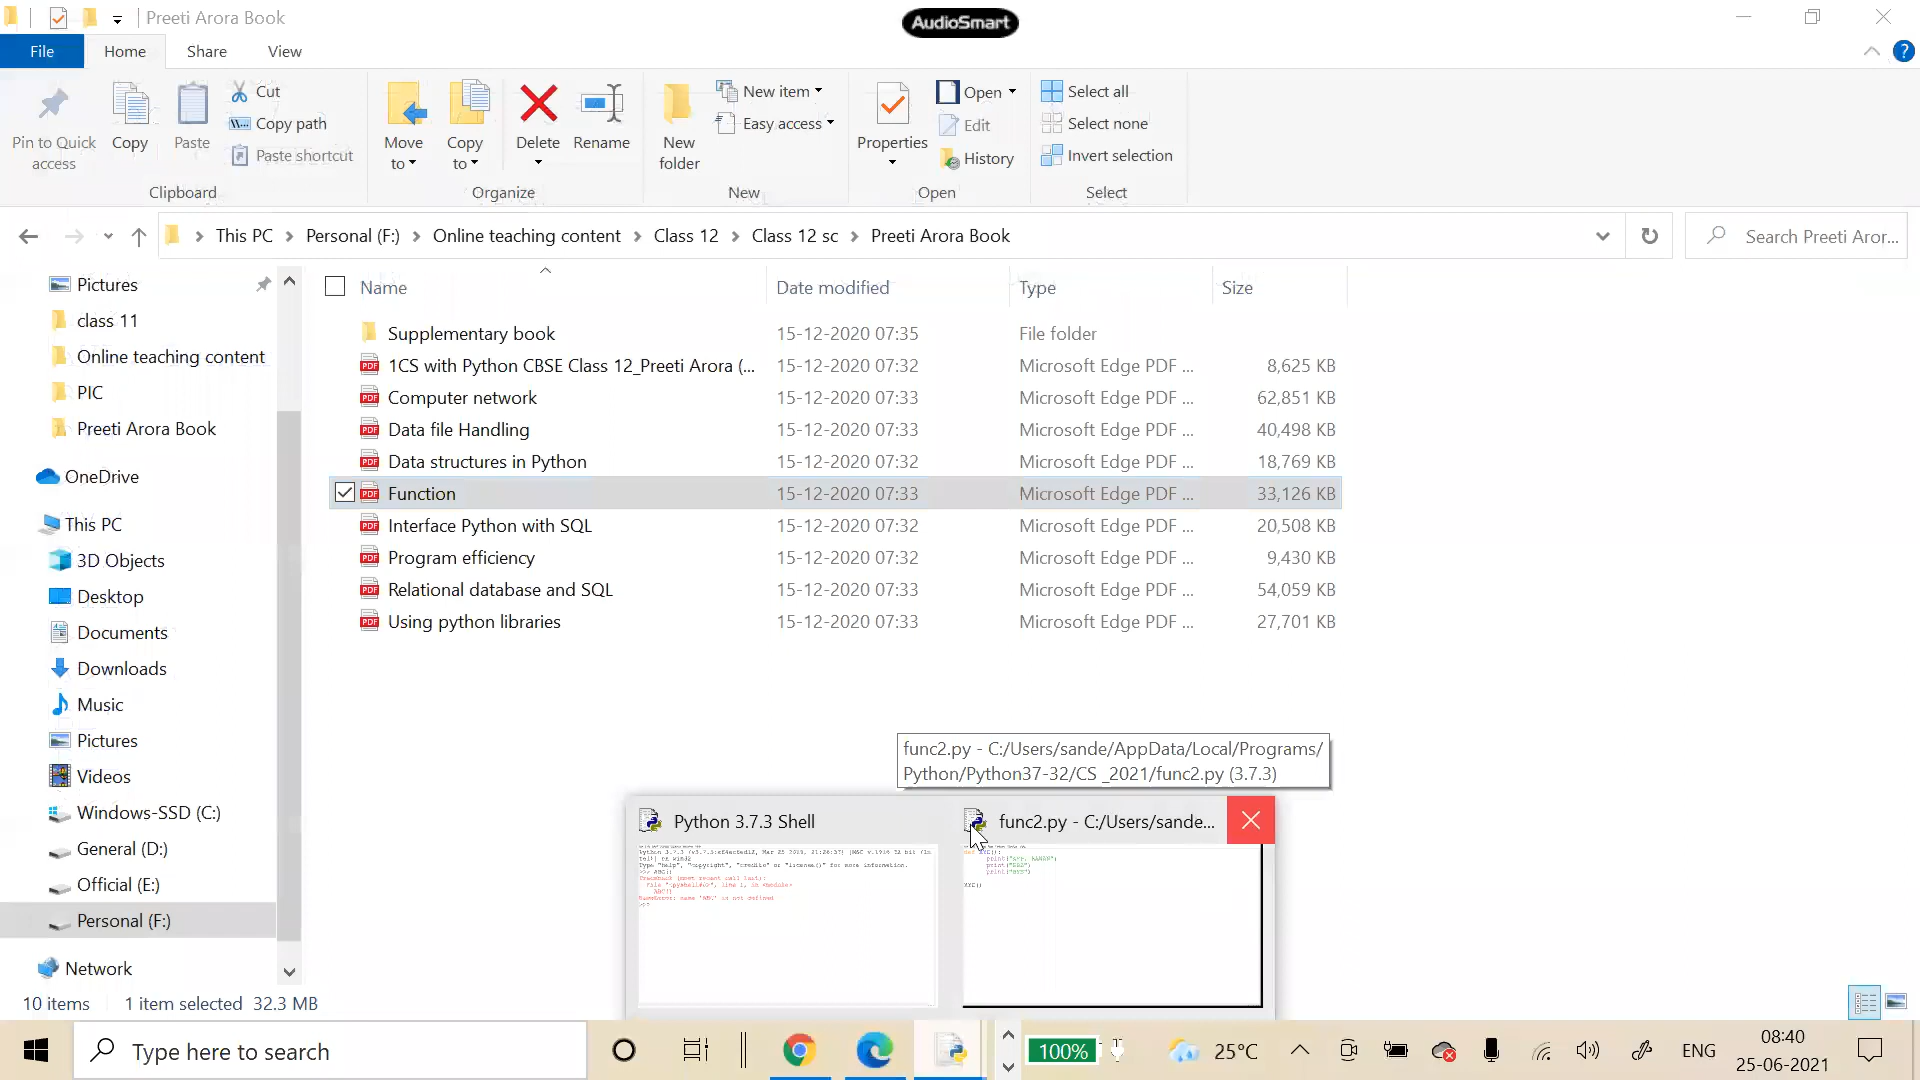 Preeti Arora Book
AudioSmart
File
Home
Share
View
?
Pin to Quick
access
Copy
Paste
Cut
Copy path
Paste shortcut
Clipboard
Move
to
Copy
to
Delete
Rename
Organize
New
folder
New item
Easy access
New
Properties
Open
Edit
History
Open
Select all
Select none
Invert selection
Select
This PC
Personal (F:)
Online teaching content
Class 12
Class 12 sc
Preeti Arora Book
Search Preeti Aror...
Pictures
class 11
Online teaching content
PIC
Preeti Arora Book
OneDrive
This PC
3D Objects
Desktop
Documents
Downloads
Music
Pictures
Videos
Windows-SSD (C:)
General (D:)
Official (E:)
Personal (F:)
Network
Name Date modified Type Size
Supplementary book 15-12-2020 07:35 File folder
PDF 1CS with Python CBSE Class 12_Preeti Arora (... 15-12-2020 07:32 Microsoft Edge PDF ... 8,625 KB
PDF Computer network 15-12-2020 07:33 Microsoft Edge PDF ... 62,851 KB
PDF Data file Handling 15-12-2020 07:33 Microsoft Edge PDF ... 40,498 KB
PDF Data structures in Python 15-12-2020 07:32 Microsoft Edge PDF ... 18,769 KB
PDF Function 15-12-2020 07:33 Microsoft Edge PDF ... 33,126 KB
PDF Interface Python with SQL 15-12-2020 07:32 Microsoft Edge PDF ... 20,508 KB
PDF Program efficiency 15-12-2020 07:32 Microsoft Edge PDF ... 9,430 KB
PDF Relational database and SQL 15-12-2020 07:33 Microsoft Edge PDF ... 54,059 KB
PDF Using python libraries 15-12-2020 07:33 Microsoft Edge PDF ... 27,701 KB
func2.py - C:/Users/sande/AppData/Local/Programs/
Python/Python37-32/CS _2021/func2.py (3.7.3)
Python 3.7.3 Shell
func2.py - C:/Users/sande...
10 items 1 item selected 32.3 MB
Type here to search
100%
25°C
ENG
08:40
25-06-2021